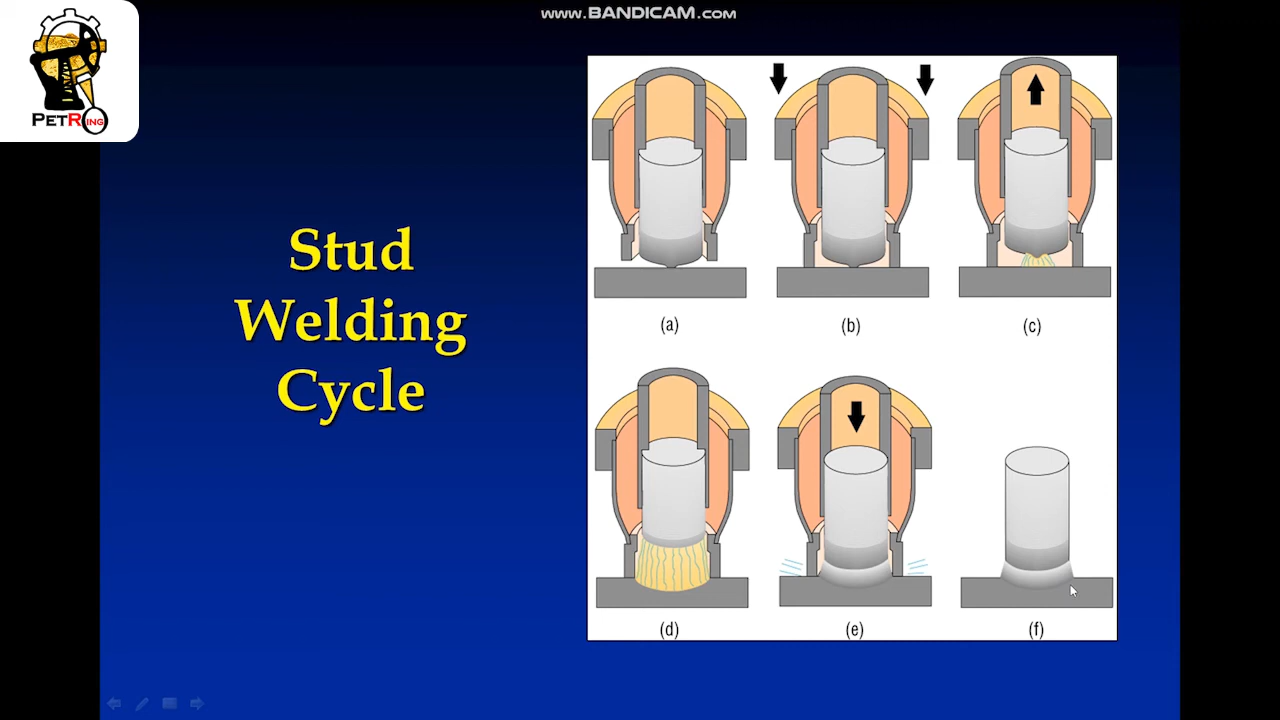 www.BANDICAM.com
PETRING
Stud
Welding
Cycle
(a)
(b)
(c)
(d)
(e)
(f)